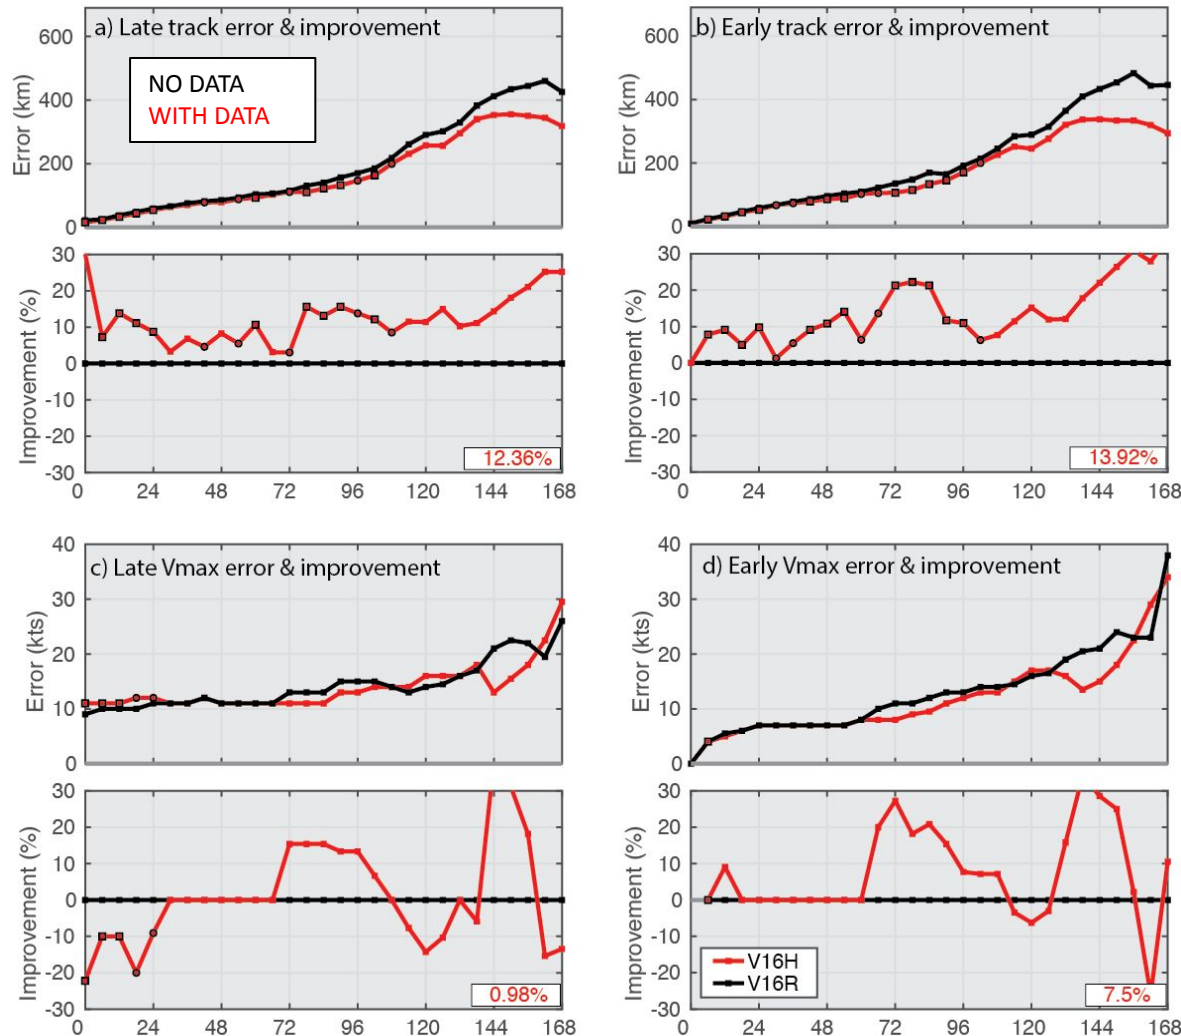 a) Late track error & improvement
NO DATA
WITH DATA
Error (km)
600
400
200
0
Improvement (%)
30
20
10
0
-10
-20
-30
12.36%
0 24 48 72 96 120 144 168
b) Early track error & improvement
Error (km)
600
400
200
0
Improvement (%)
30
20
10
0
-10
-20
-30
13.92%
0 24 48 72 96 120 144 168
c) Late Vmax error & improvement
Error (kts)
40
30
20
10
0
Improvement (%)
30
20
10
0
-10
-20
-30
0.98%
0 24 48 72 96 120 144 168
d) Early Vmax error & improvement
Error (kts)
40
30
20
10
0
Improvement (%)
30
20
10
0
-10
-20
-30
V16H
V16R
7.5%
0 24 48 72 96 120 144 168